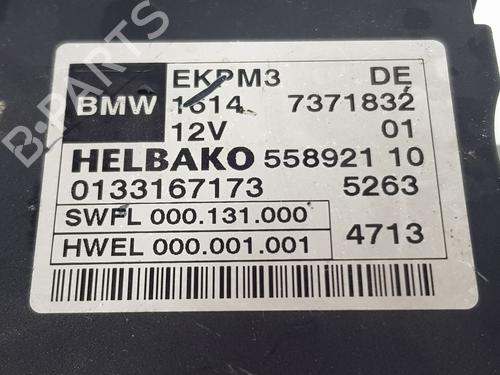 BMW
EKPM3 DE
1614 7371832
12V 01
HELBAKO 558921 10
0133167173 5263
SWFL 000.131.000
HWEL 000.001.001
4713
B-PARTS